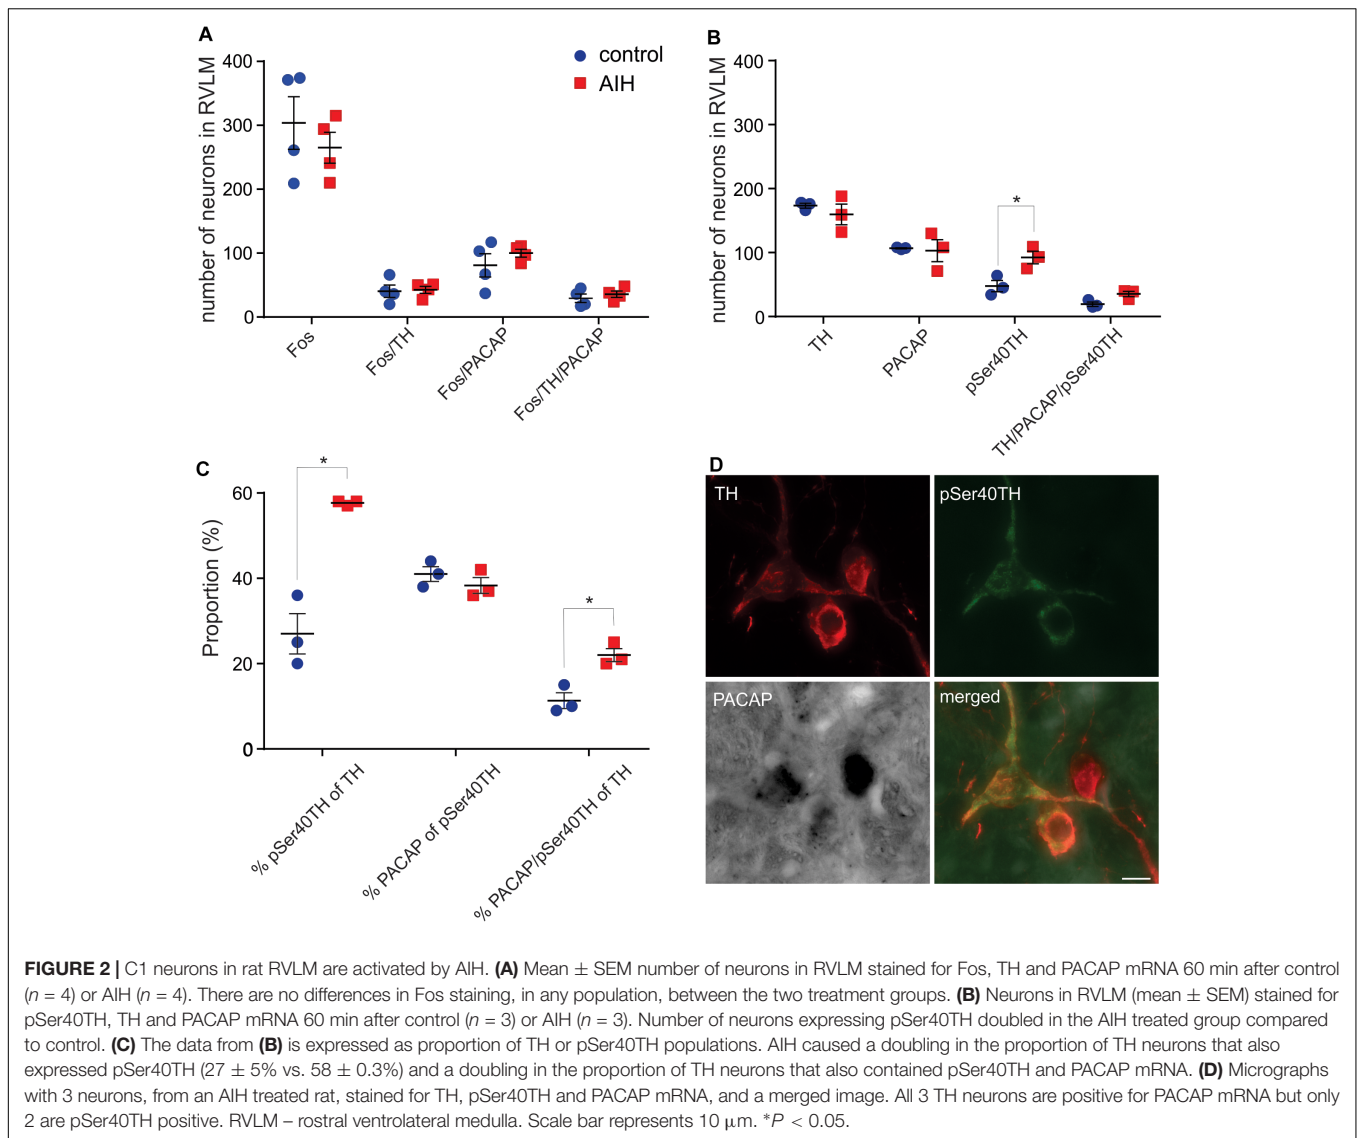 A
control
AIH
number of neurons in RVLM
400
300
200
100
0
Fos
Fos/TH
Fos/PACAP
Fos/TH/PACAP
B
number of neurons in RVLM
400
300
200
100
0
*
TH
PACAP
pSer40TH
TH/PACAP/pSer40TH
C
Proportion (%)
60
40
20
0
*
*
% pSer40TH of TH
% PACAP of pSer40TH
% PACAP/pSer40TH of TH
D
TH
pSer40TH
PACAP
merged
FIGURE 2 | C1 neurons in rat RVLM are activated by AIH. (A) Mean ± SEM number of neurons in RVLM stained for Fos, TH and PACAP mRNA 60 min after control
(n = 4) or AIH (n = 4). There are no differences in Fos staining, in any population, between the two treatment groups. (B) Neurons in RVLM (mean ± SEM) stained for
pSer40TH, TH and PACAP mRNA 60 min after control (n = 3) or AIH (n = 3). Number of neurons expressing pSer40TH doubled in the AIH treated group compared
to control. (C) The data from (B) is expressed as proportion of TH or pSer40TH populations. AIH caused a doubling in the proportion of TH neurons that also
expressed pSer40TH (27 ± 5% vs. 58 ± 0.3%) and a doubling in the proportion of TH neurons that also contained pSer40TH and PACAP mRNA. (D) Micrographs
with 3 neurons, from an AIH treated rat, stained for TH, pSer40TH and PACAP mRNA, and a merged image. All 3 TH neurons are positive for PACAP mRNA but only
2 are pSer40TH positive. RVLM – rostral ventrolateral medulla. Scale bar represents 10 μm. *P < 0.05.